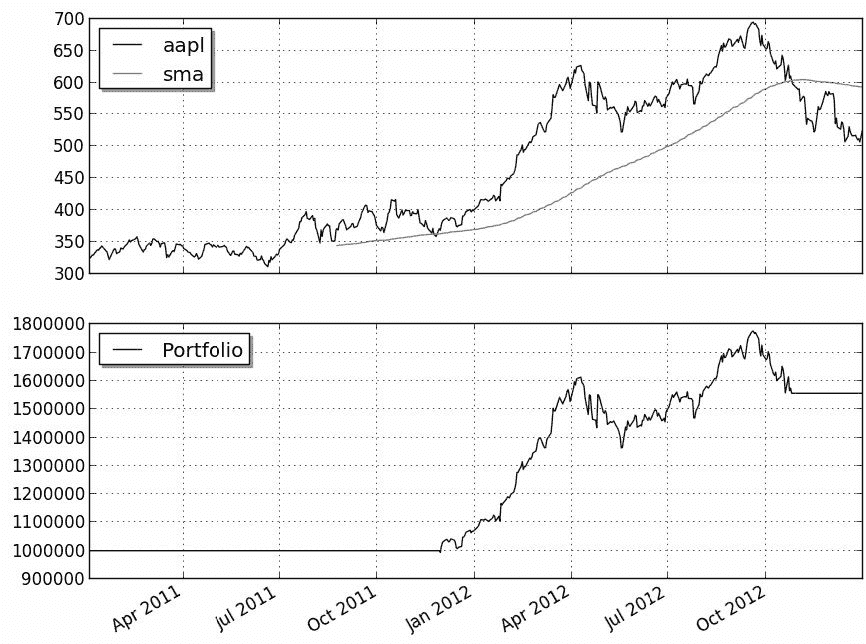 700
650
600
550
500
450
400
350
300
aapl
sma
1800000
1700000
1600000
1500000
1400000
1300000
1200000
1100000
1000000
900000
Portfolio
Apr 2011
Jul 2011
Oct 2011
Jan 2012
Apr 2012
Jul 2012
Oct 2012